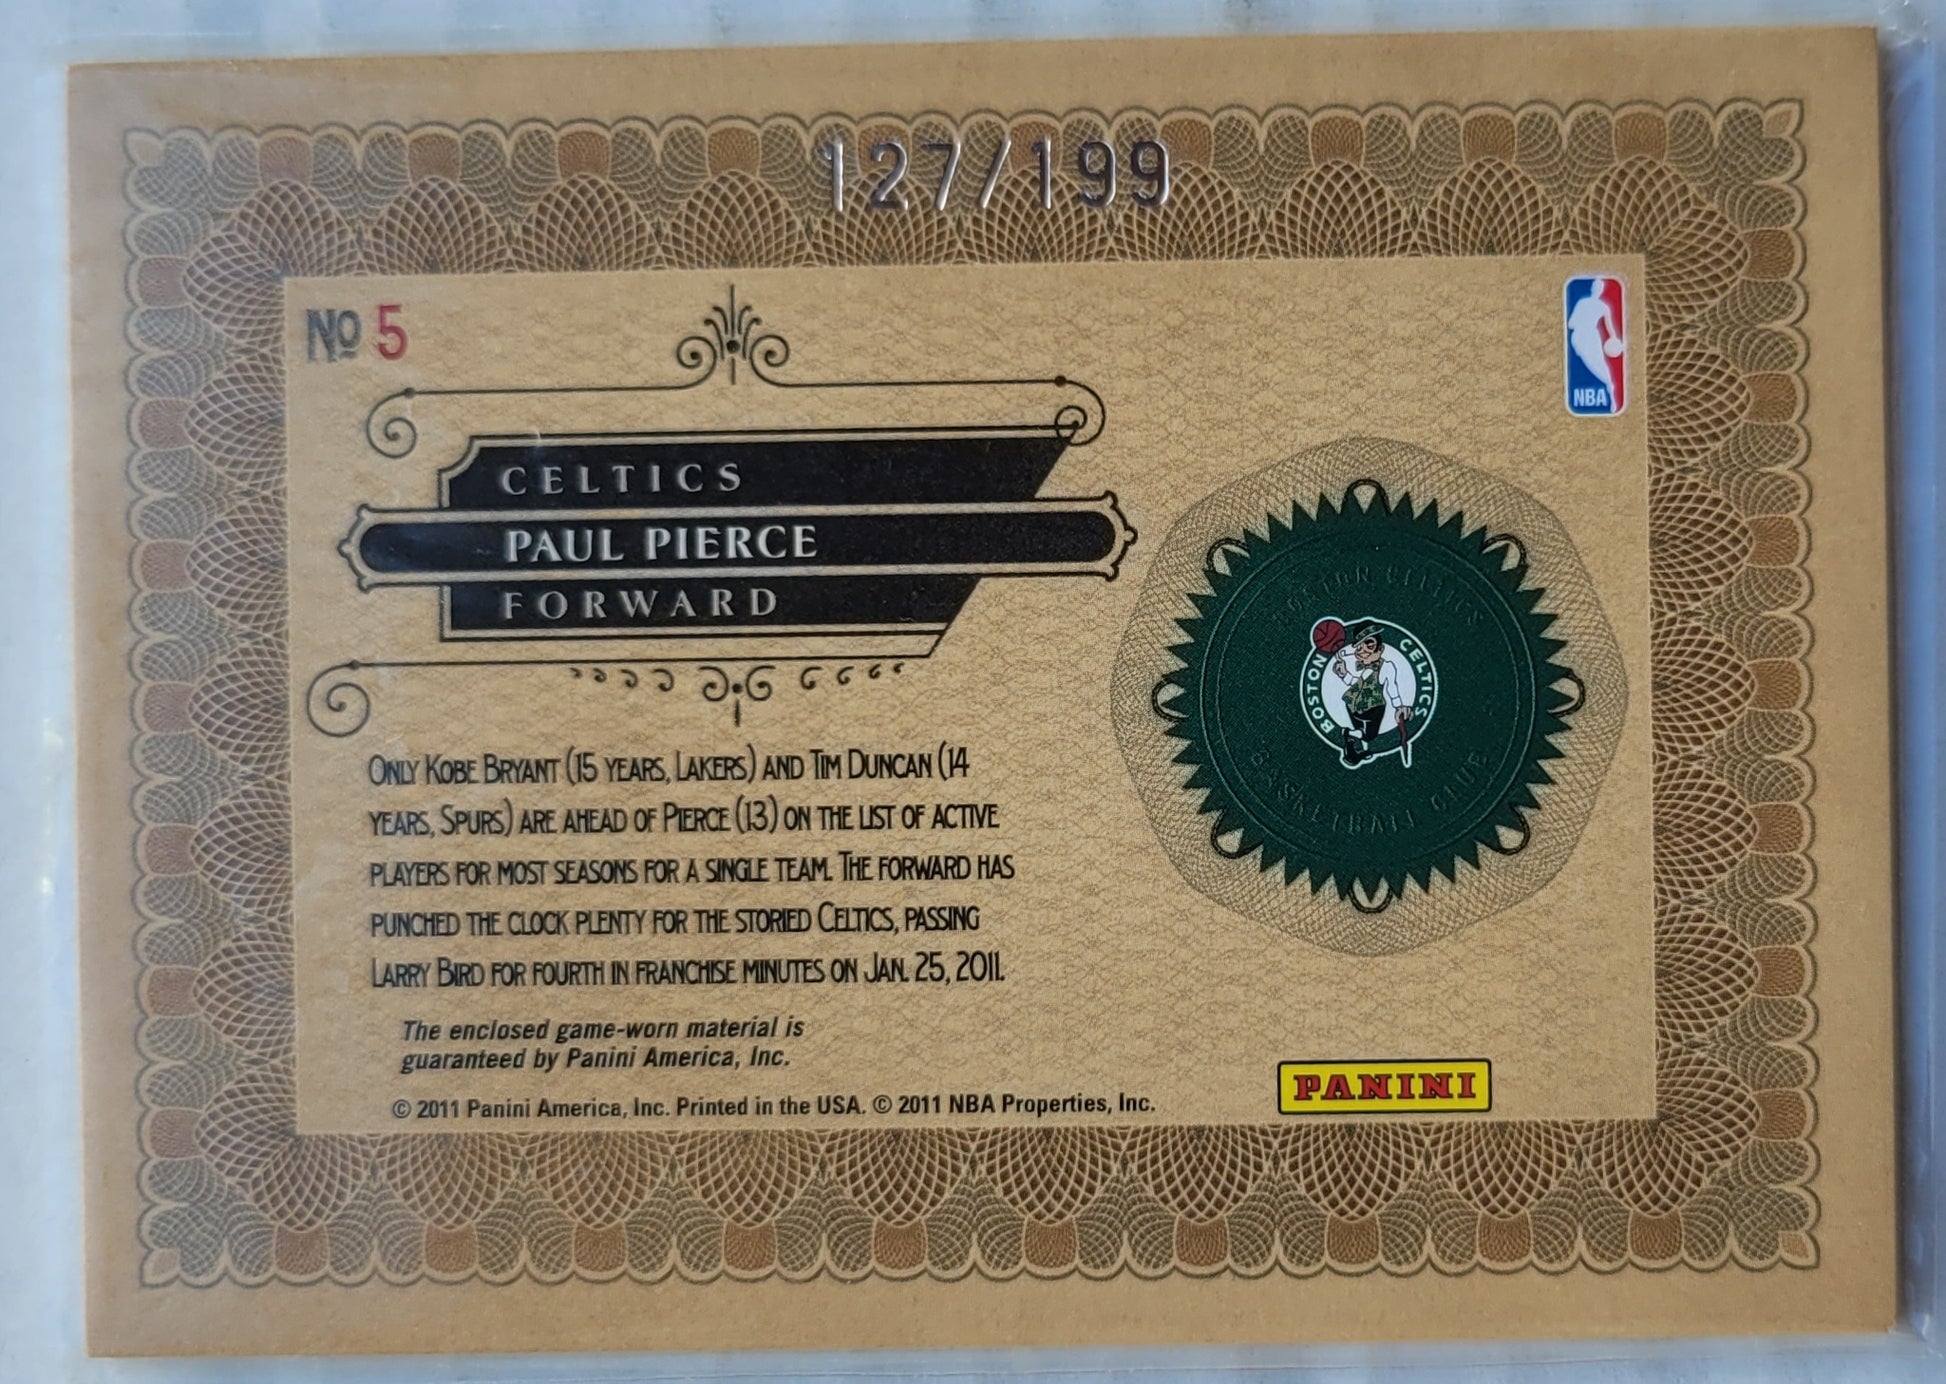 127/199
No 5
NBA
CELTICS
PAUL PIERCE
FORWARD
BOSTON CELTICS
BOSTON CELTICS
BASKETBALL CLUB
ONLY KOBE BRYANT (15 YEARS, LAKERS) AND TIM DUNCAN (14
YEARS, SPURS) ARE AHEAD OF PIERCE (13) ON THE LIST OF ACTIVE
PLAYERS FOR MOST SEASONS FOR A SINGLE TEAM. THE FORWARD HAS
PUNCHED THE CLOCK PLENTY FOR THE STORIED CELTICS, PASSING
LARRY BIRD FOR FOURTH IN FRANCHISE MINUTES ON JAN. 25, 2011.
The enclosed game-worn material is
guaranteed by Panini America, Inc.
© 2011 Panini America, Inc. Printed in the USA. © 2011 NBA Properties, Inc.
PANINI